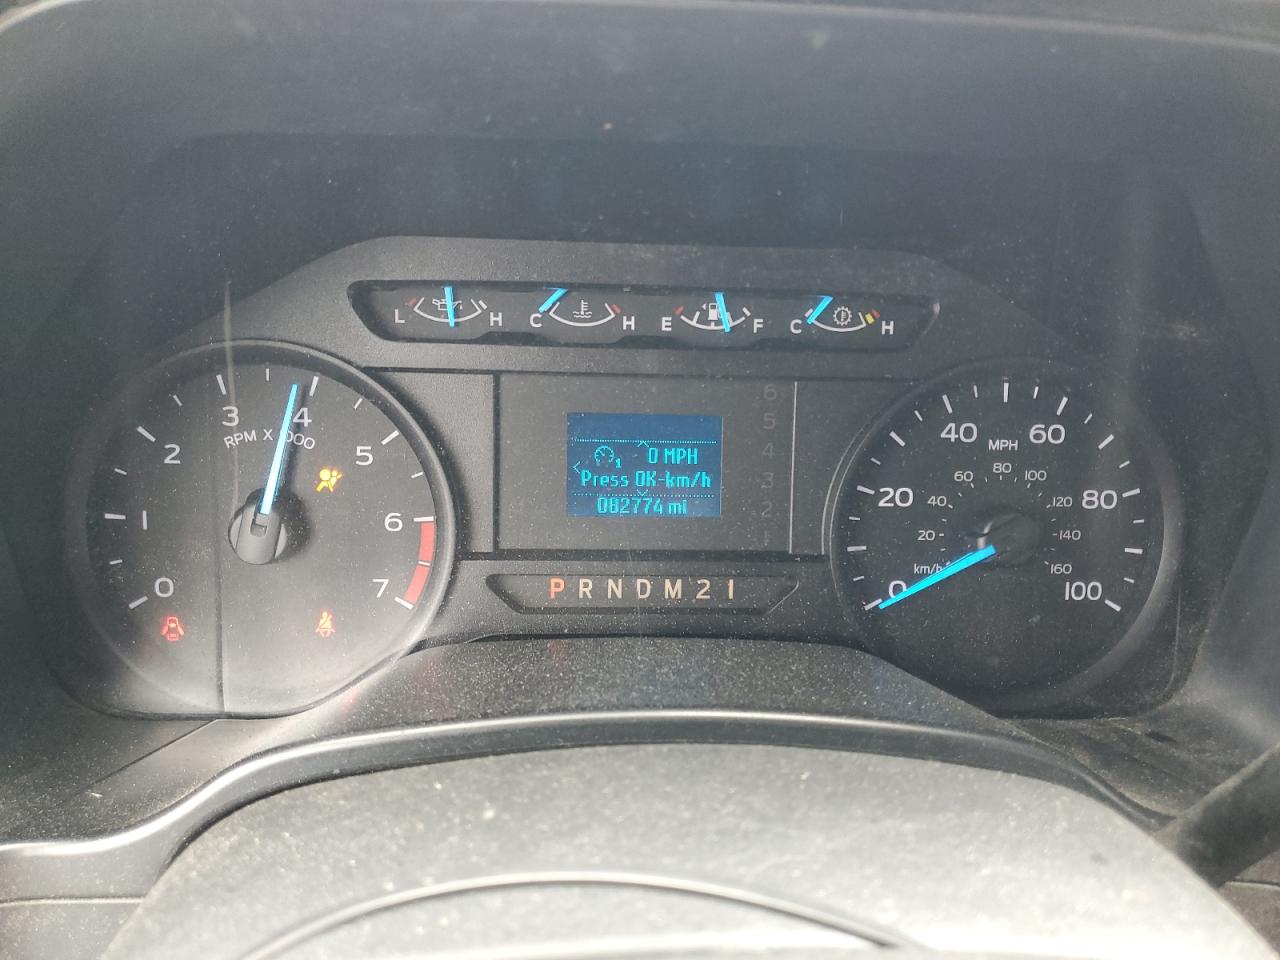 L H C H E F C H
0 1 2 3 4 5 6 7
RPM X 1000
6
5
4
3
2
1
0 MPH
Press OK-km/h
082774 mi
P R N D M 2 1
0 20 40 60 80 100
MPH
20 40 60 80 100 120 140 160
km/h